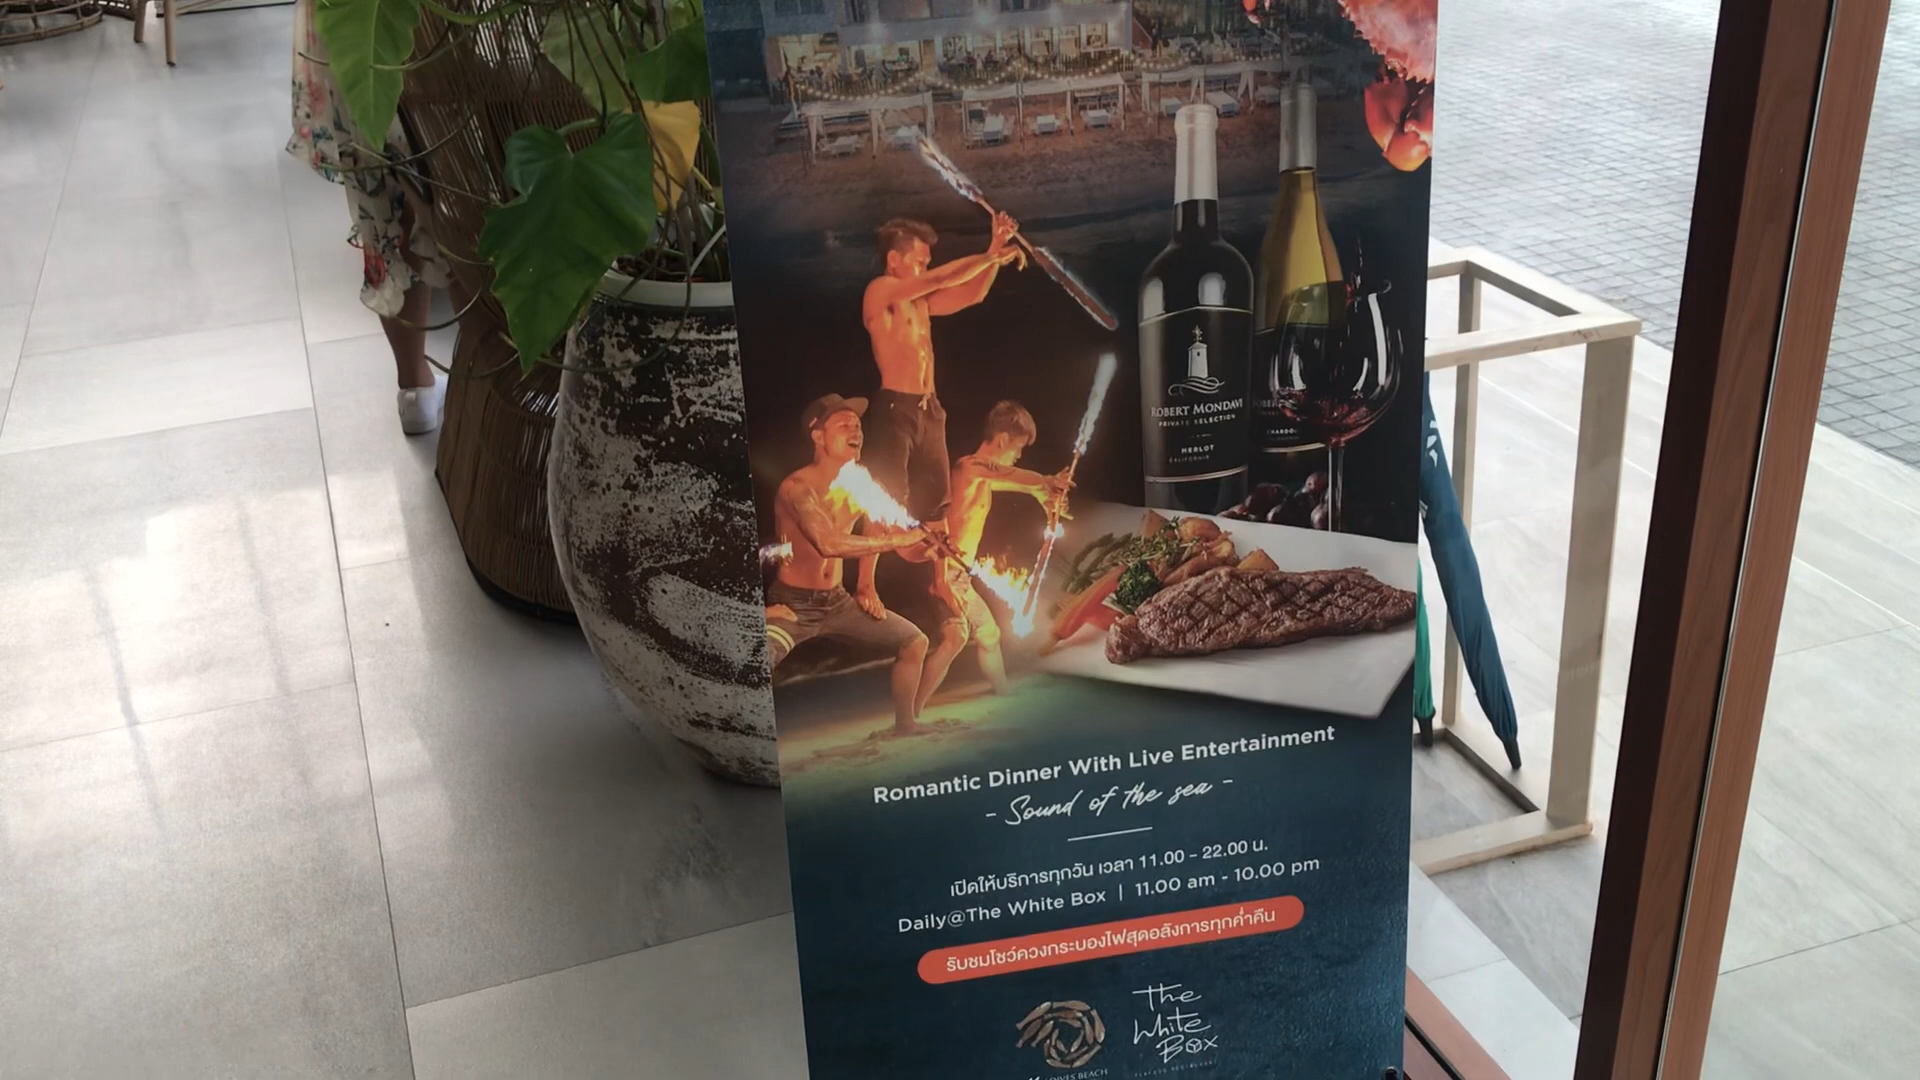 ROBERT MONDAVI
PRIVATE SELECTION
MERLOT
CALIFORNIA
Romantic Dinner With Live Entertainment
- Sound of the sea -
เปิดให้บริการทุกวัน เวลา 11.00 - 22.00 น.
Daily@The White Box | 11.00 am - 10.00 pm
รับชมโชว์ควงกระบองไฟสุดอลังการทุกค่ำคืน
The
White
Box
BEACH